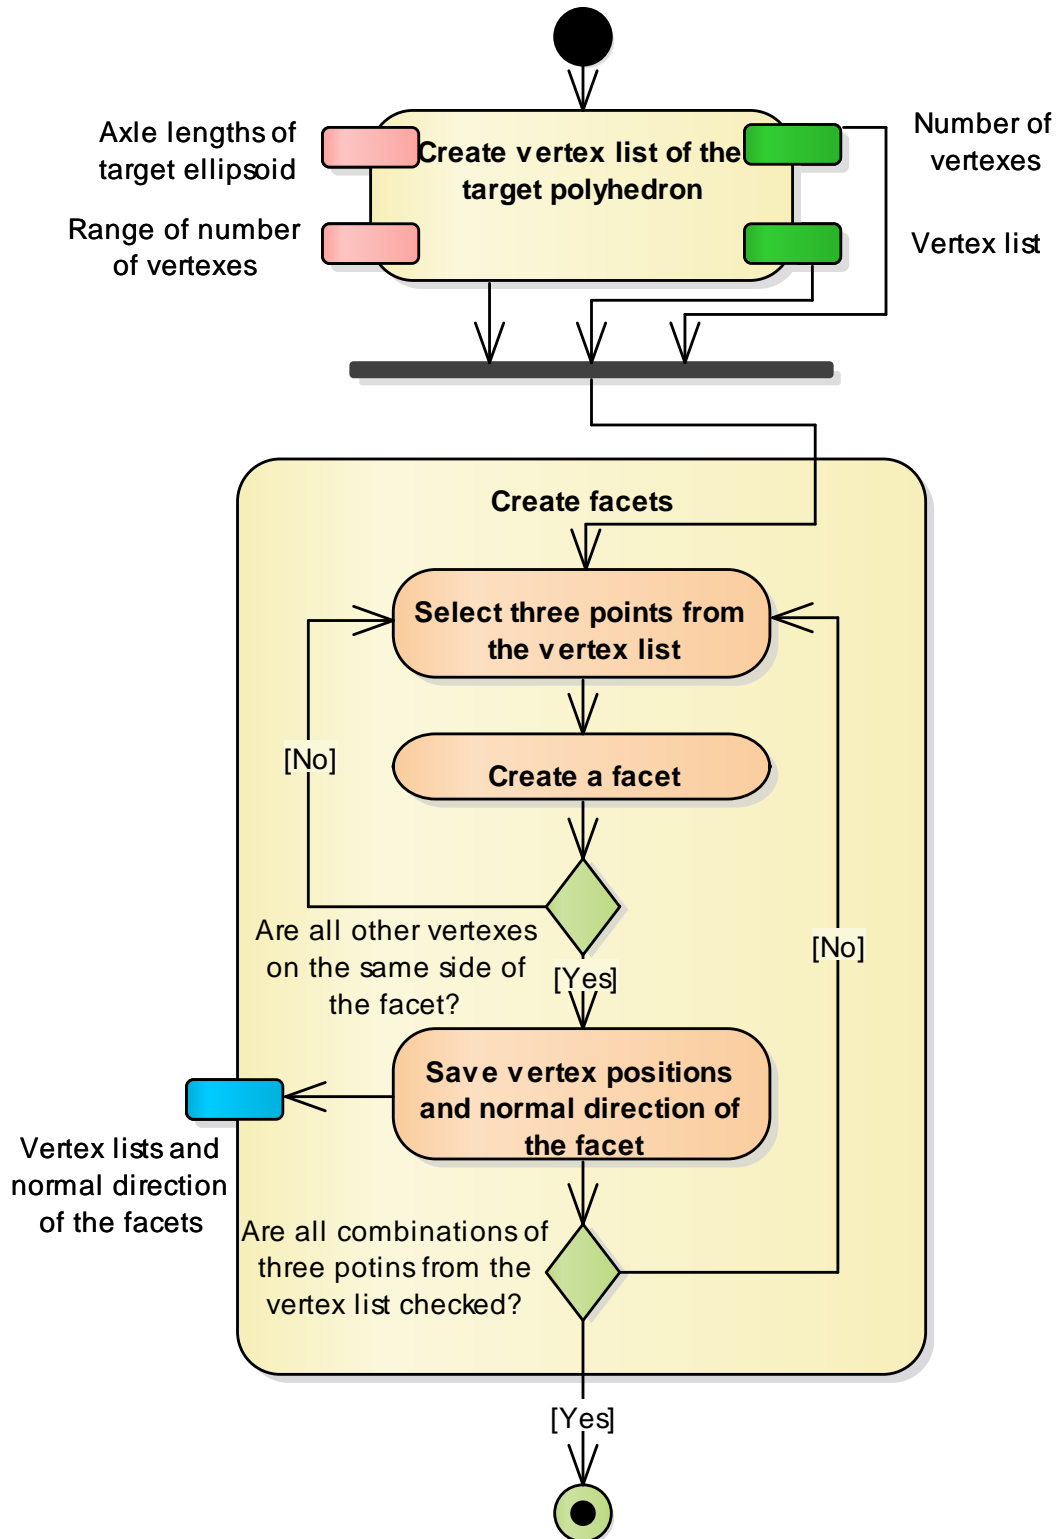 Axle lengths of
target ellipsoid
Create vertex list of the
target polyhedron
Number of
vertexes
Range of number
of vertexes
Vertex list
Create facets
Select three points from
the vertex list
[No]
Create a facet
Are all other vertexes
on the same side of
the facet?
[No]
[Yes]
Save vertex positions
and normal direction of
the facet
Vertex lists and
normal direction
of the facets
Are all combinations of
three potins from the
vertex list checked?
[Yes]